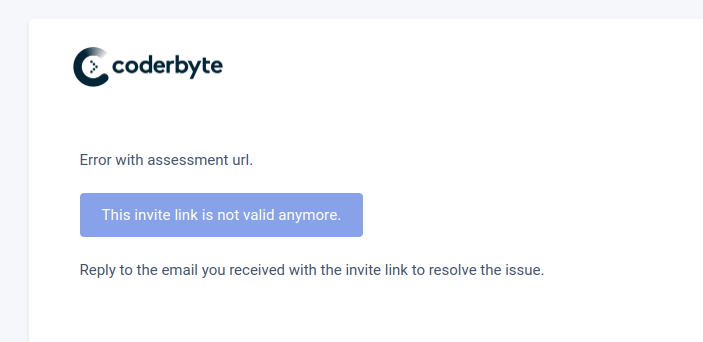 coderbyte
Error with assessment url.
This invite link is not valid anymore.
Reply to the email you received with the invite link to resolve the issue.